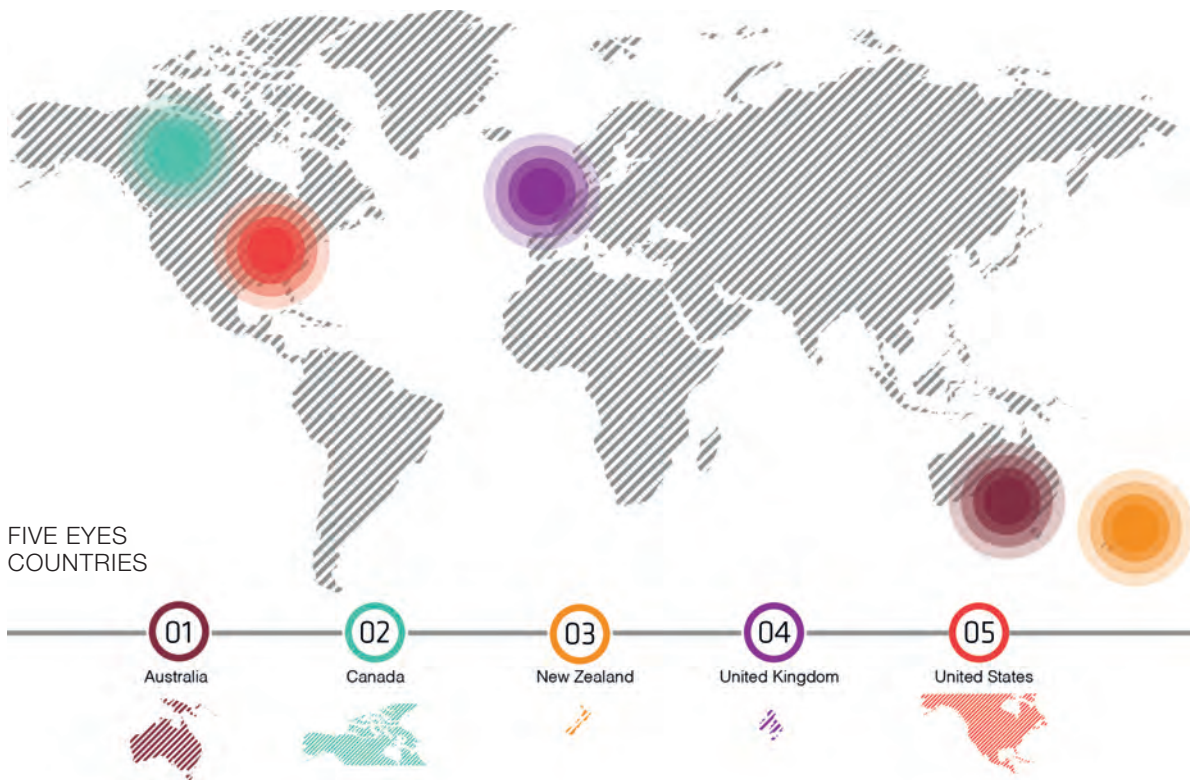 FIVE EYES
COUNTRIES
01
02
03
04
05
Australia
Canada
New Zealand
United Kingdom
United States